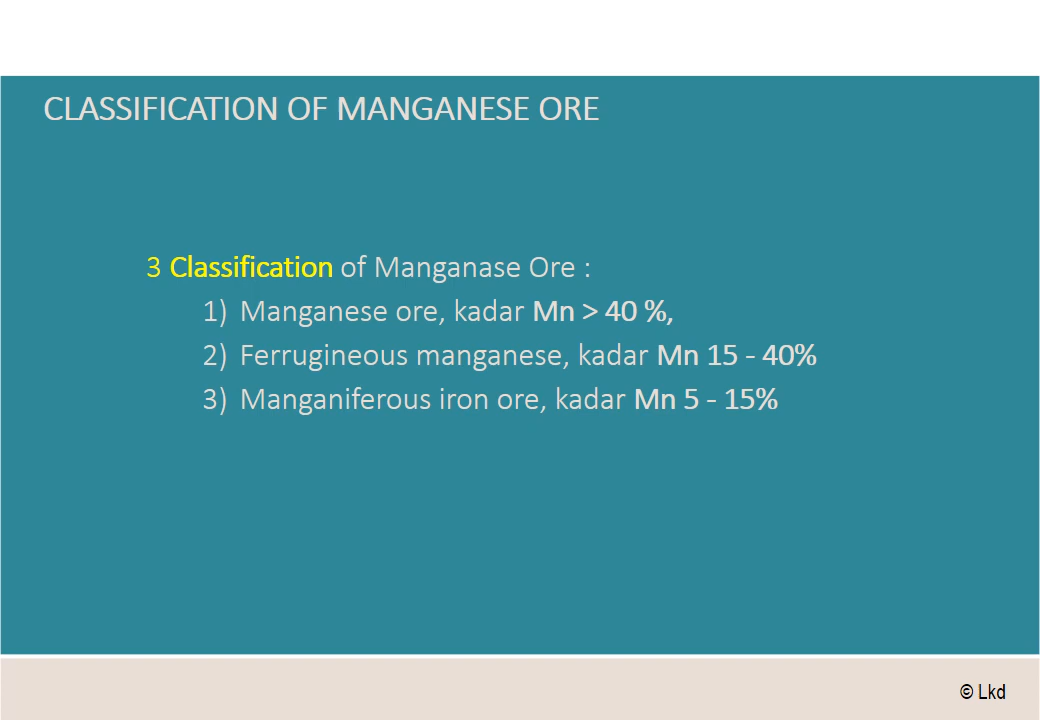 CLASSIFICATION OF MANGANESE ORE
3 Classification of Manganase Ore :
1) Manganese ore, kadar Mn > 40 %,
2) Ferrugineous manganese, kadar Mn 15 - 40%
3) Manganiferous iron ore, kadar Mn 5 - 15%
© Lkd